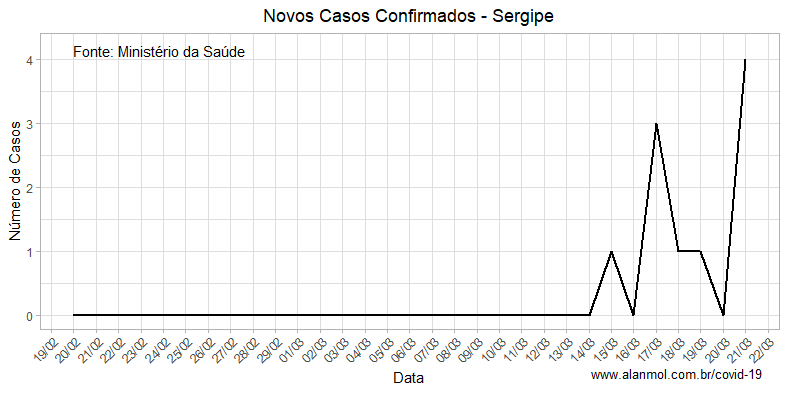 Novos Casos Confirmados - Sergipe
Fonte: Ministério da Saúde
Número de Casos
4
3
2
1
0
19/02 20/02 21/02 22/02 23/02 24/02 25/02 26/02 27/02 28/02 29/02 01/03 02/03 03/03 04/03 05/03 06/03 07/03 08/03 09/03 10/03 11/03 12/03 13/03 14/03 15/03 16/03 17/03 18/03 19/03 20/03 21/03 22/03
Data
www.alanmol.com.br/covid-19